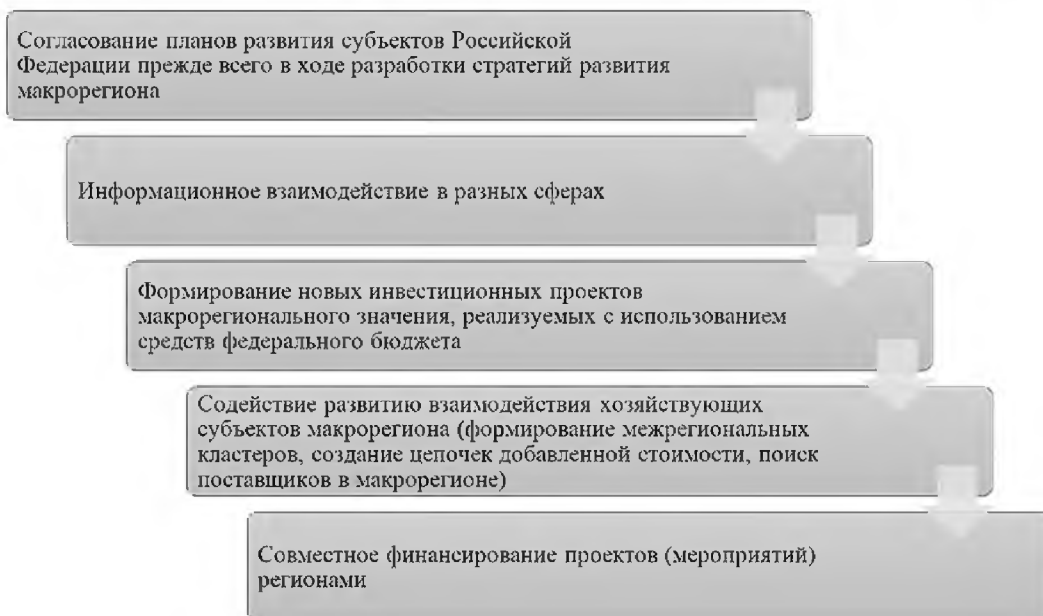 Согласование планов развития субъектов Российской
Федерации прежде всего в ходе разработки стратегий развития
макрорегиона
Информационное взаимодействие в разных сферах
Формирование новых инвестиционных проектов
макрорегионального значения, реализуемых с использованием
средств федерального бюджета
Содействие развитию взаимодействия хозяйствующих
субъектов макрорегиона (формирование межрегиональных
кластеров, создание цепочек добавленной стоимости, поиск
поставщиков в макрорегионе)
Совместное финансирование проектов (мероприятий)
регионами